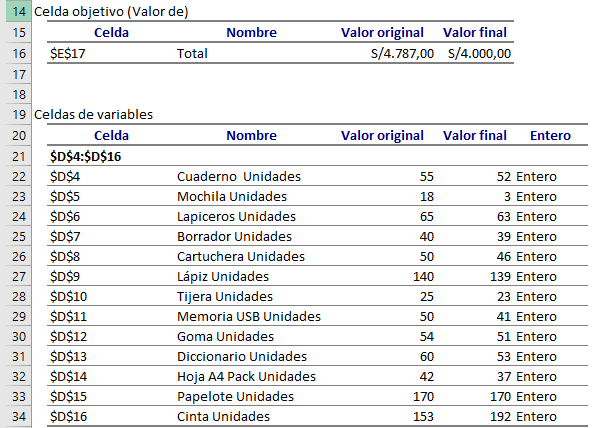 14 Celda objetivo (Valor de)
15 Celda Nombre Valor original Valor final
16 $E$17 Total S/4.787,00 S/4.000,00
17
18
19 Celdas de variables
20 Celda Nombre Valor original Valor final Entero
21 $D$4:$D$16
22 $D$4 Cuaderno  Unidades 55 52 Entero
23 $D$5 Mochila Unidades 18 3 Entero
24 $D$6 Lapiceros Unidades 65 63 Entero
25 $D$7 Borrador Unidades 40 39 Entero
26 $D$8 Cartuchera Unidades 50 46 Entero
27 $D$9 Lápiz Unidades 140 139 Entero
28 $D$10 Tijera Unidades 25 23 Entero
29 $D$11 Memoria USB Unidades 50 41 Entero
30 $D$12 Goma Unidades 54 51 Entero
31 $D$13 Diccionario Unidades 60 53 Entero
32 $D$14 Hoja A4 Pack Unidades 42 37 Entero
33 $D$15 Papelote Unidades 170 170 Entero
34 $D$16 Cinta Unidades 153 192 Entero